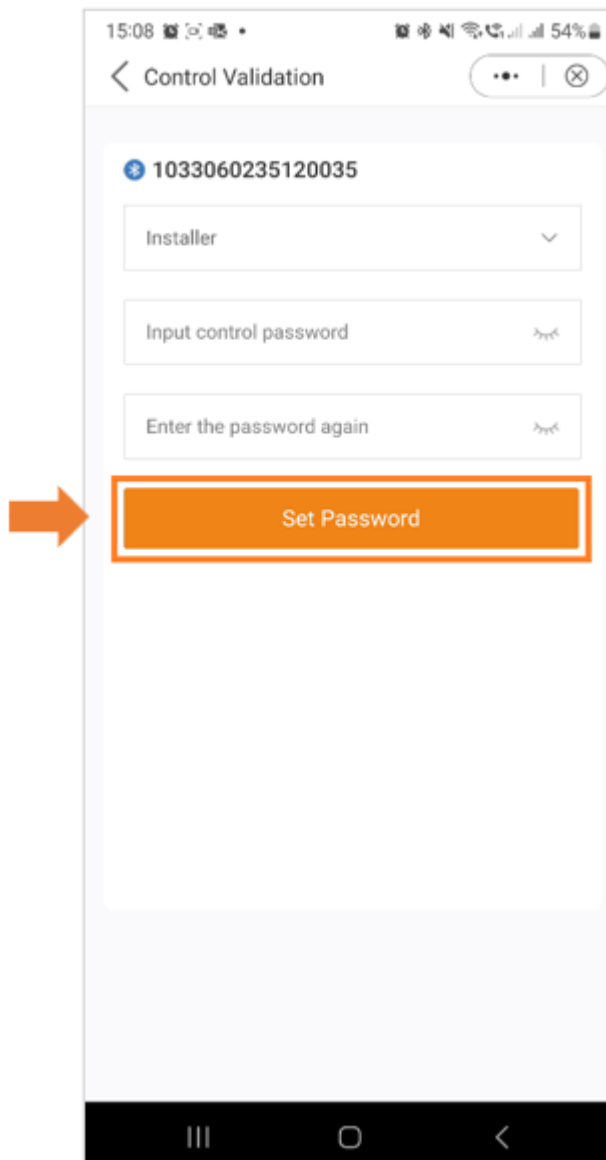 15:08 54%
Control Validation
1033060235120035
Installer
Input control password
Enter the password again
Set Password